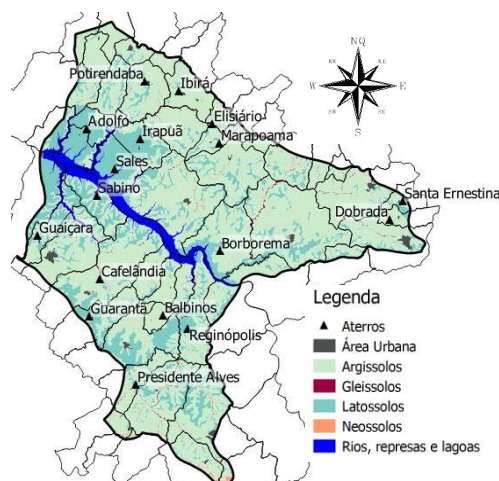 NQ
W
E
S
Potirendaba
Ibirá
Elisiário
Adolfo
Irapuã
Marapoama
Sales
Sabino
Santa Ernestina
Dobrada
Guaiçara
Borborema
Cafelândia
Guarantã
Balbinos
Reginópolis
Presidente Alves
Legenda
Aterros
Área Urbana
Argissolos
Gleissolos
Latossolos
Neossolos
Rios, represas e lagoas